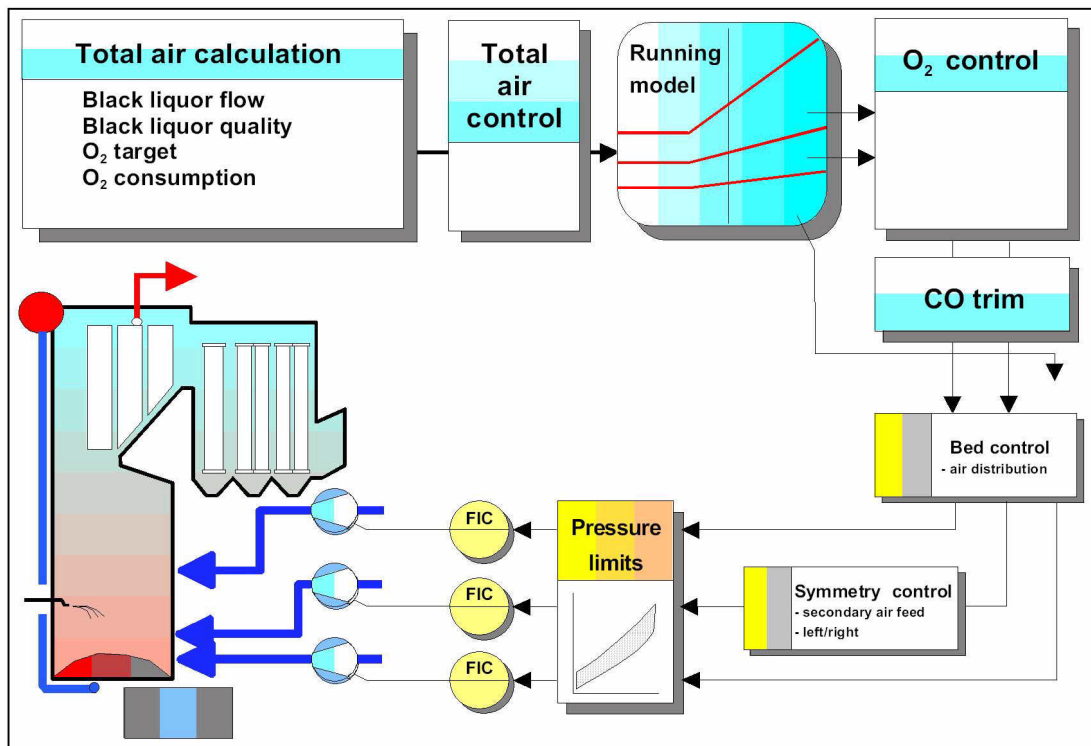 Total air calculation
Black liquor flow
Black liquor quality
O₂ target
O₂ consumption
Total
air
control
Running
model
O₂ control
CO trim
Bed control
- air distribution
Symmetry control
- secondary air feed
- left/right
Pressure
limits
FIC
FIC
FIC